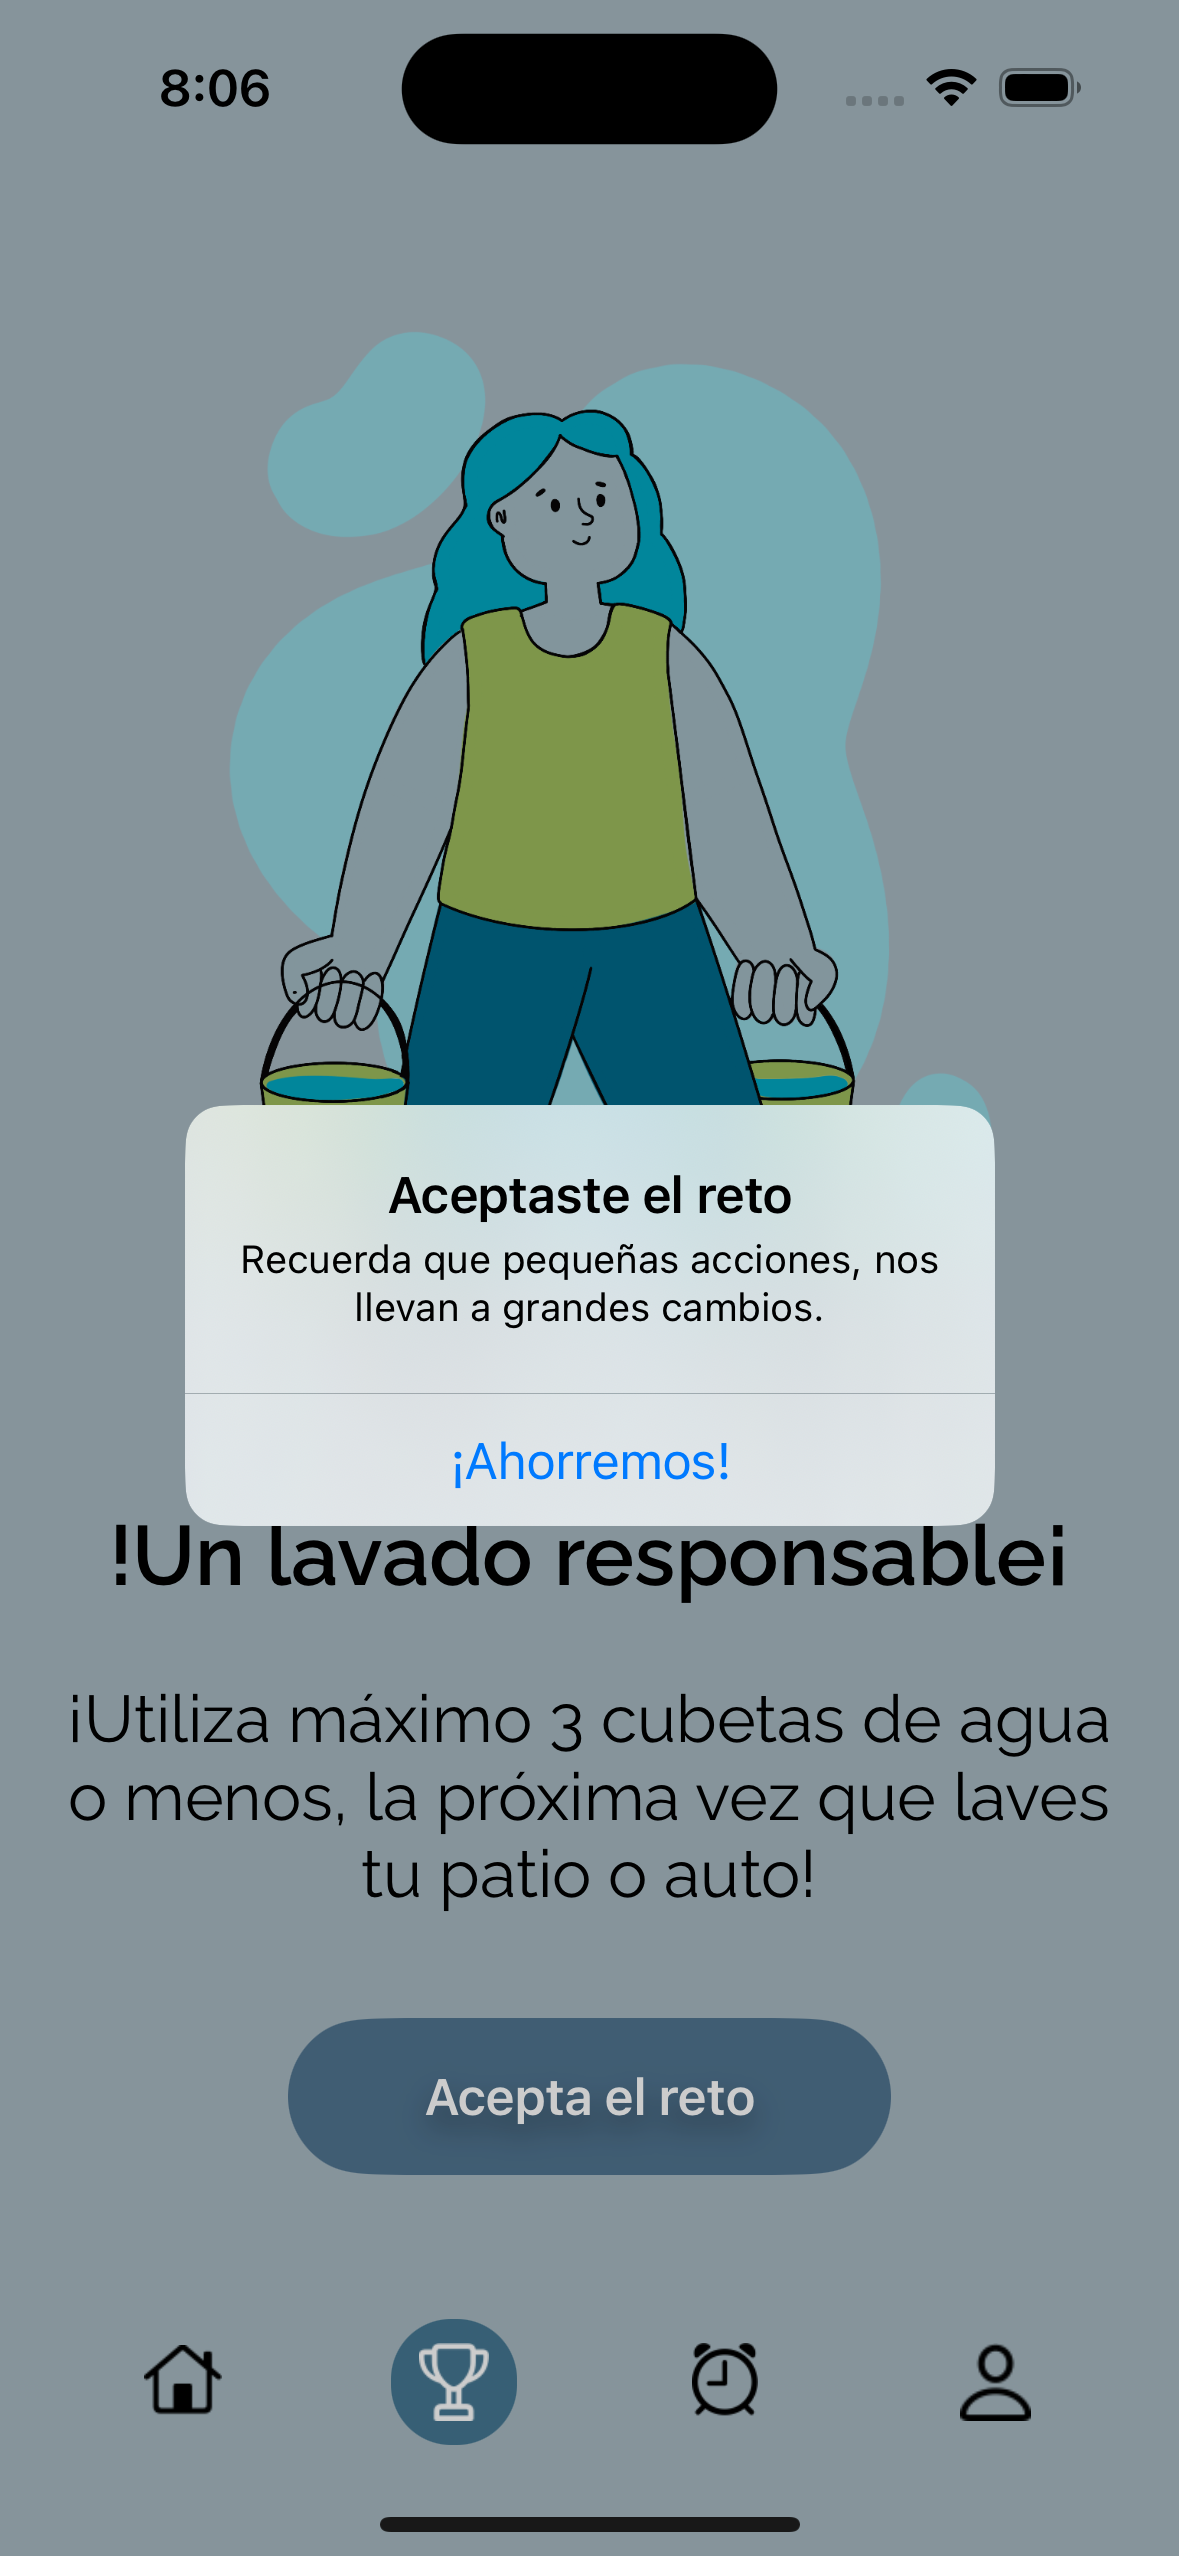 8:06
Aceptaste el reto
Recuerda que pequeñas acciones, nos
llevan a grandes cambios.
¡Ahorremos!
!Un lavado responsable¡
¡Utiliza máximo 3 cubetas de agua
o menos, la próxima vez que laves
tu patio o auto!
Acepta el reto